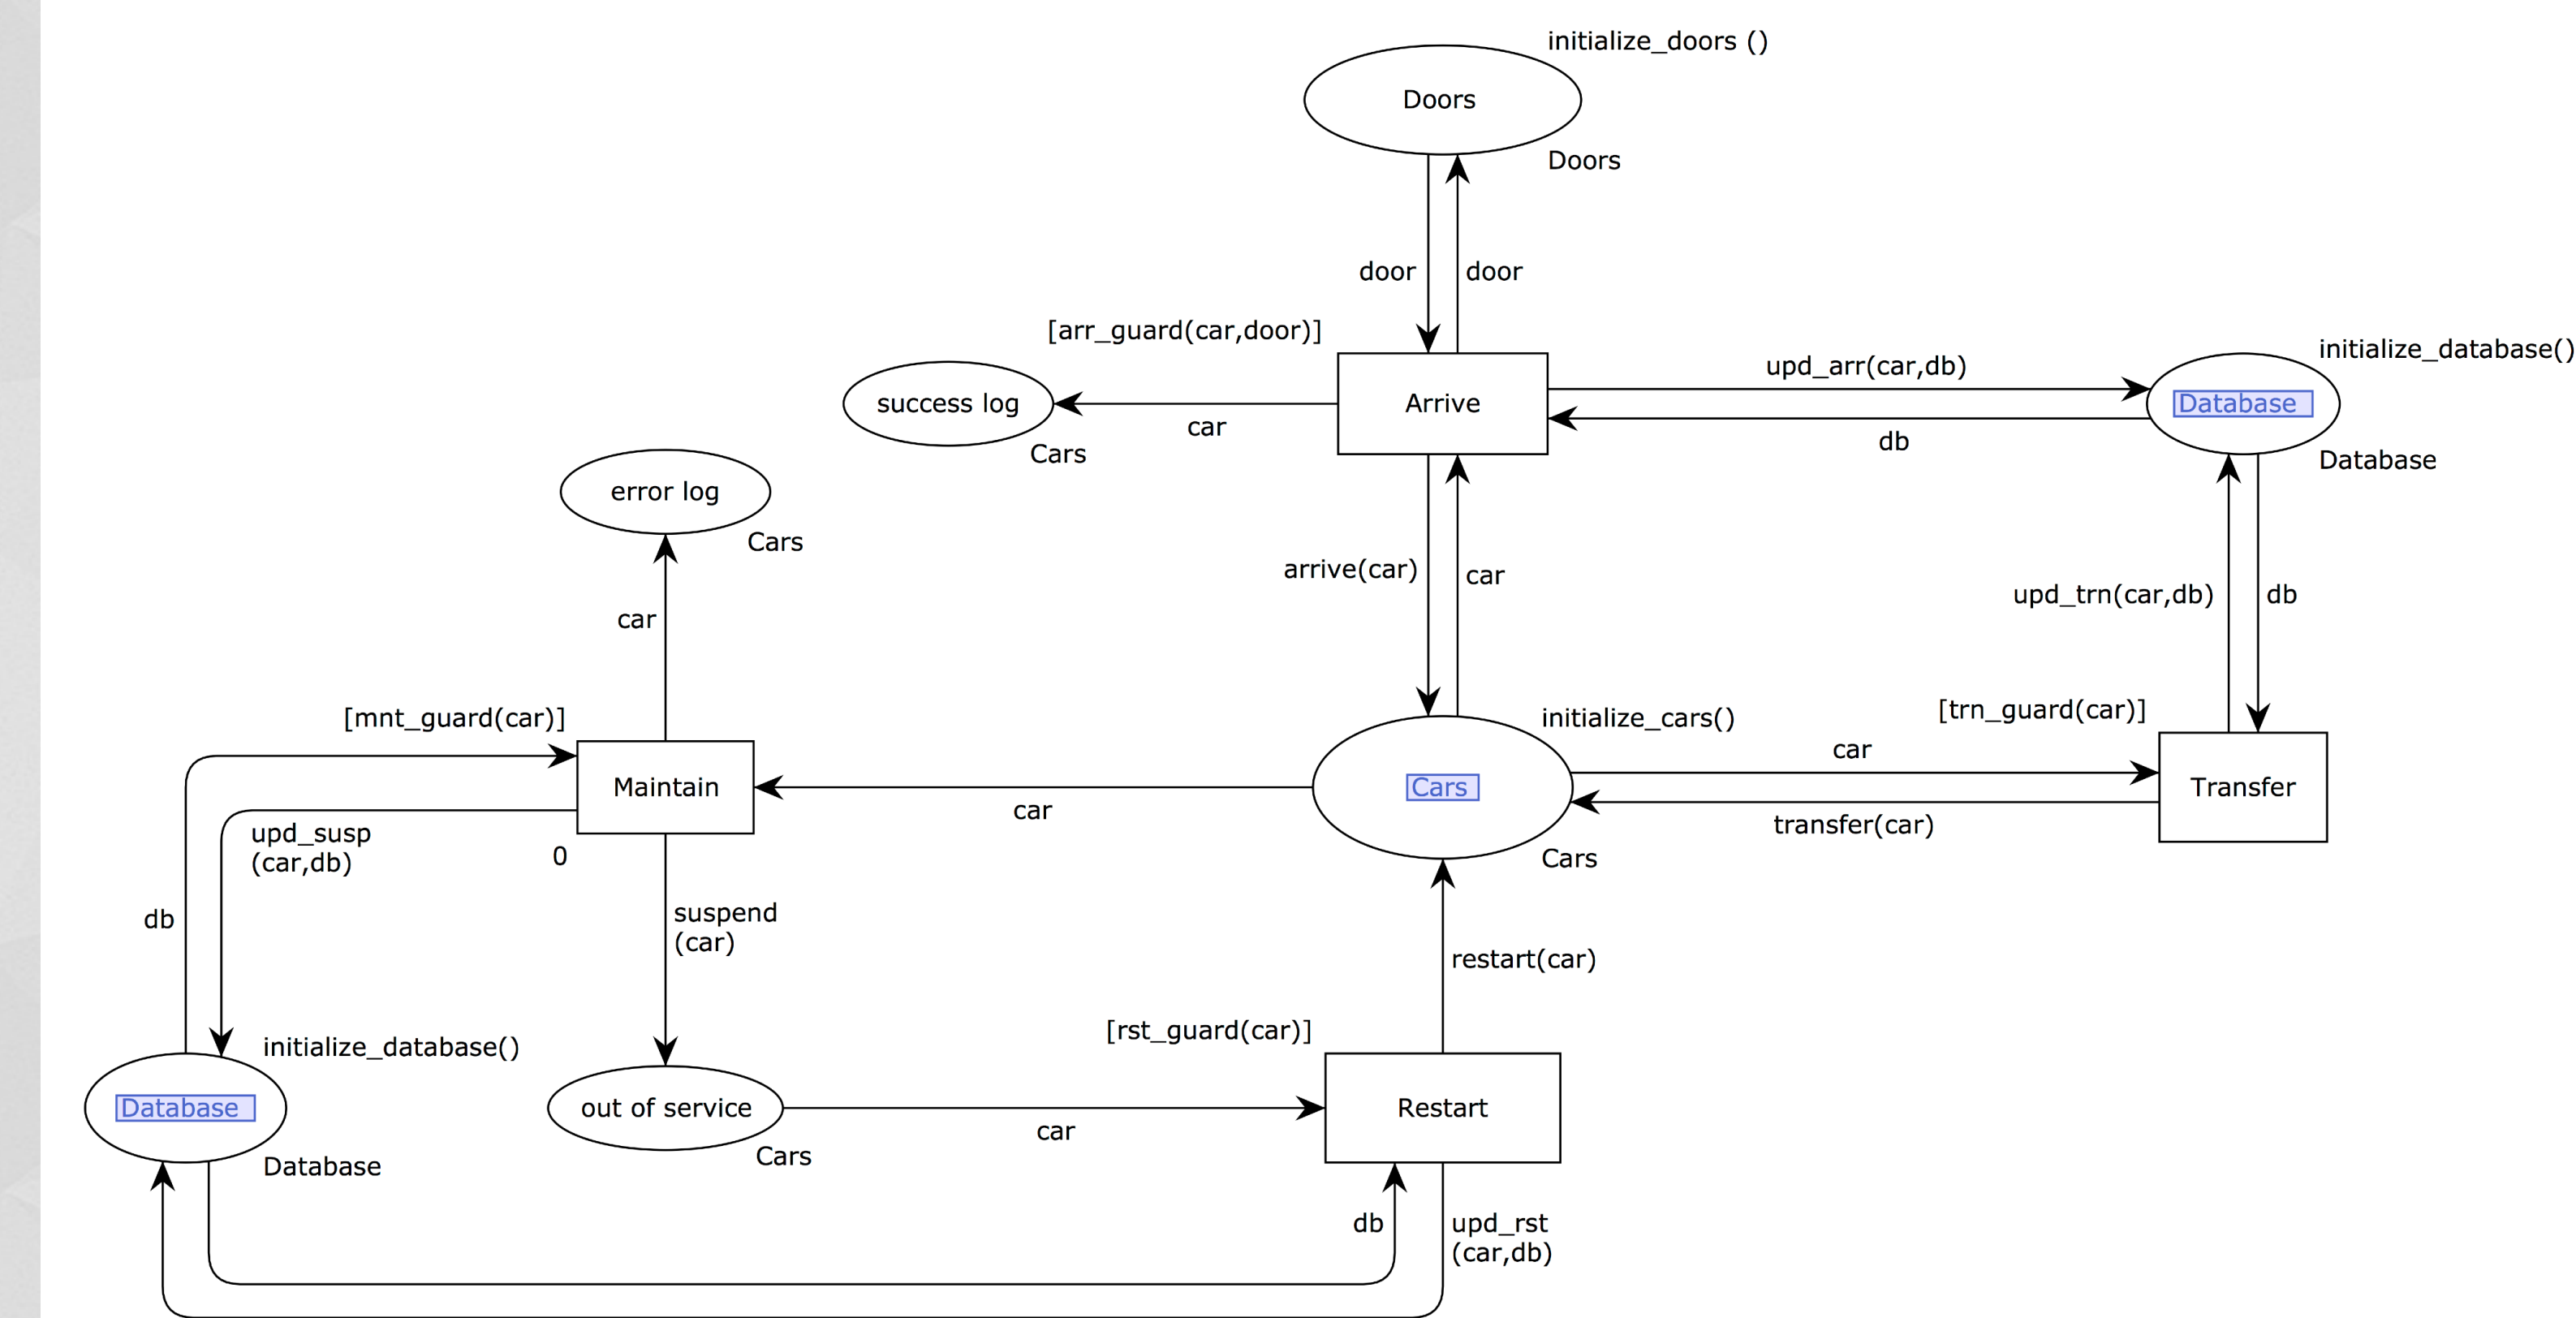 initialize_doors ()
Doors
Doors
door
door
[arr_guard(car,door)]
success log
Cars
car
Arrive
upd_arr(car,db)
db
initialize_database()
Database
Database
error log
Cars
car
arrive(car)
car
upd_trn(car,db)
db
[mnt_guard(car)]
Maintain
0
car
initialize_cars()
Cars
Cars
car
transfer(car)
[trn_guard(car)]
Transfer
upd_susp
(car,db)
db
suspend
(car)
restart(car)
[rst_guard(car)]
initialize_database()
Database
Database
out of service
Cars
car
Restart
db
upd_rst
(car,db)